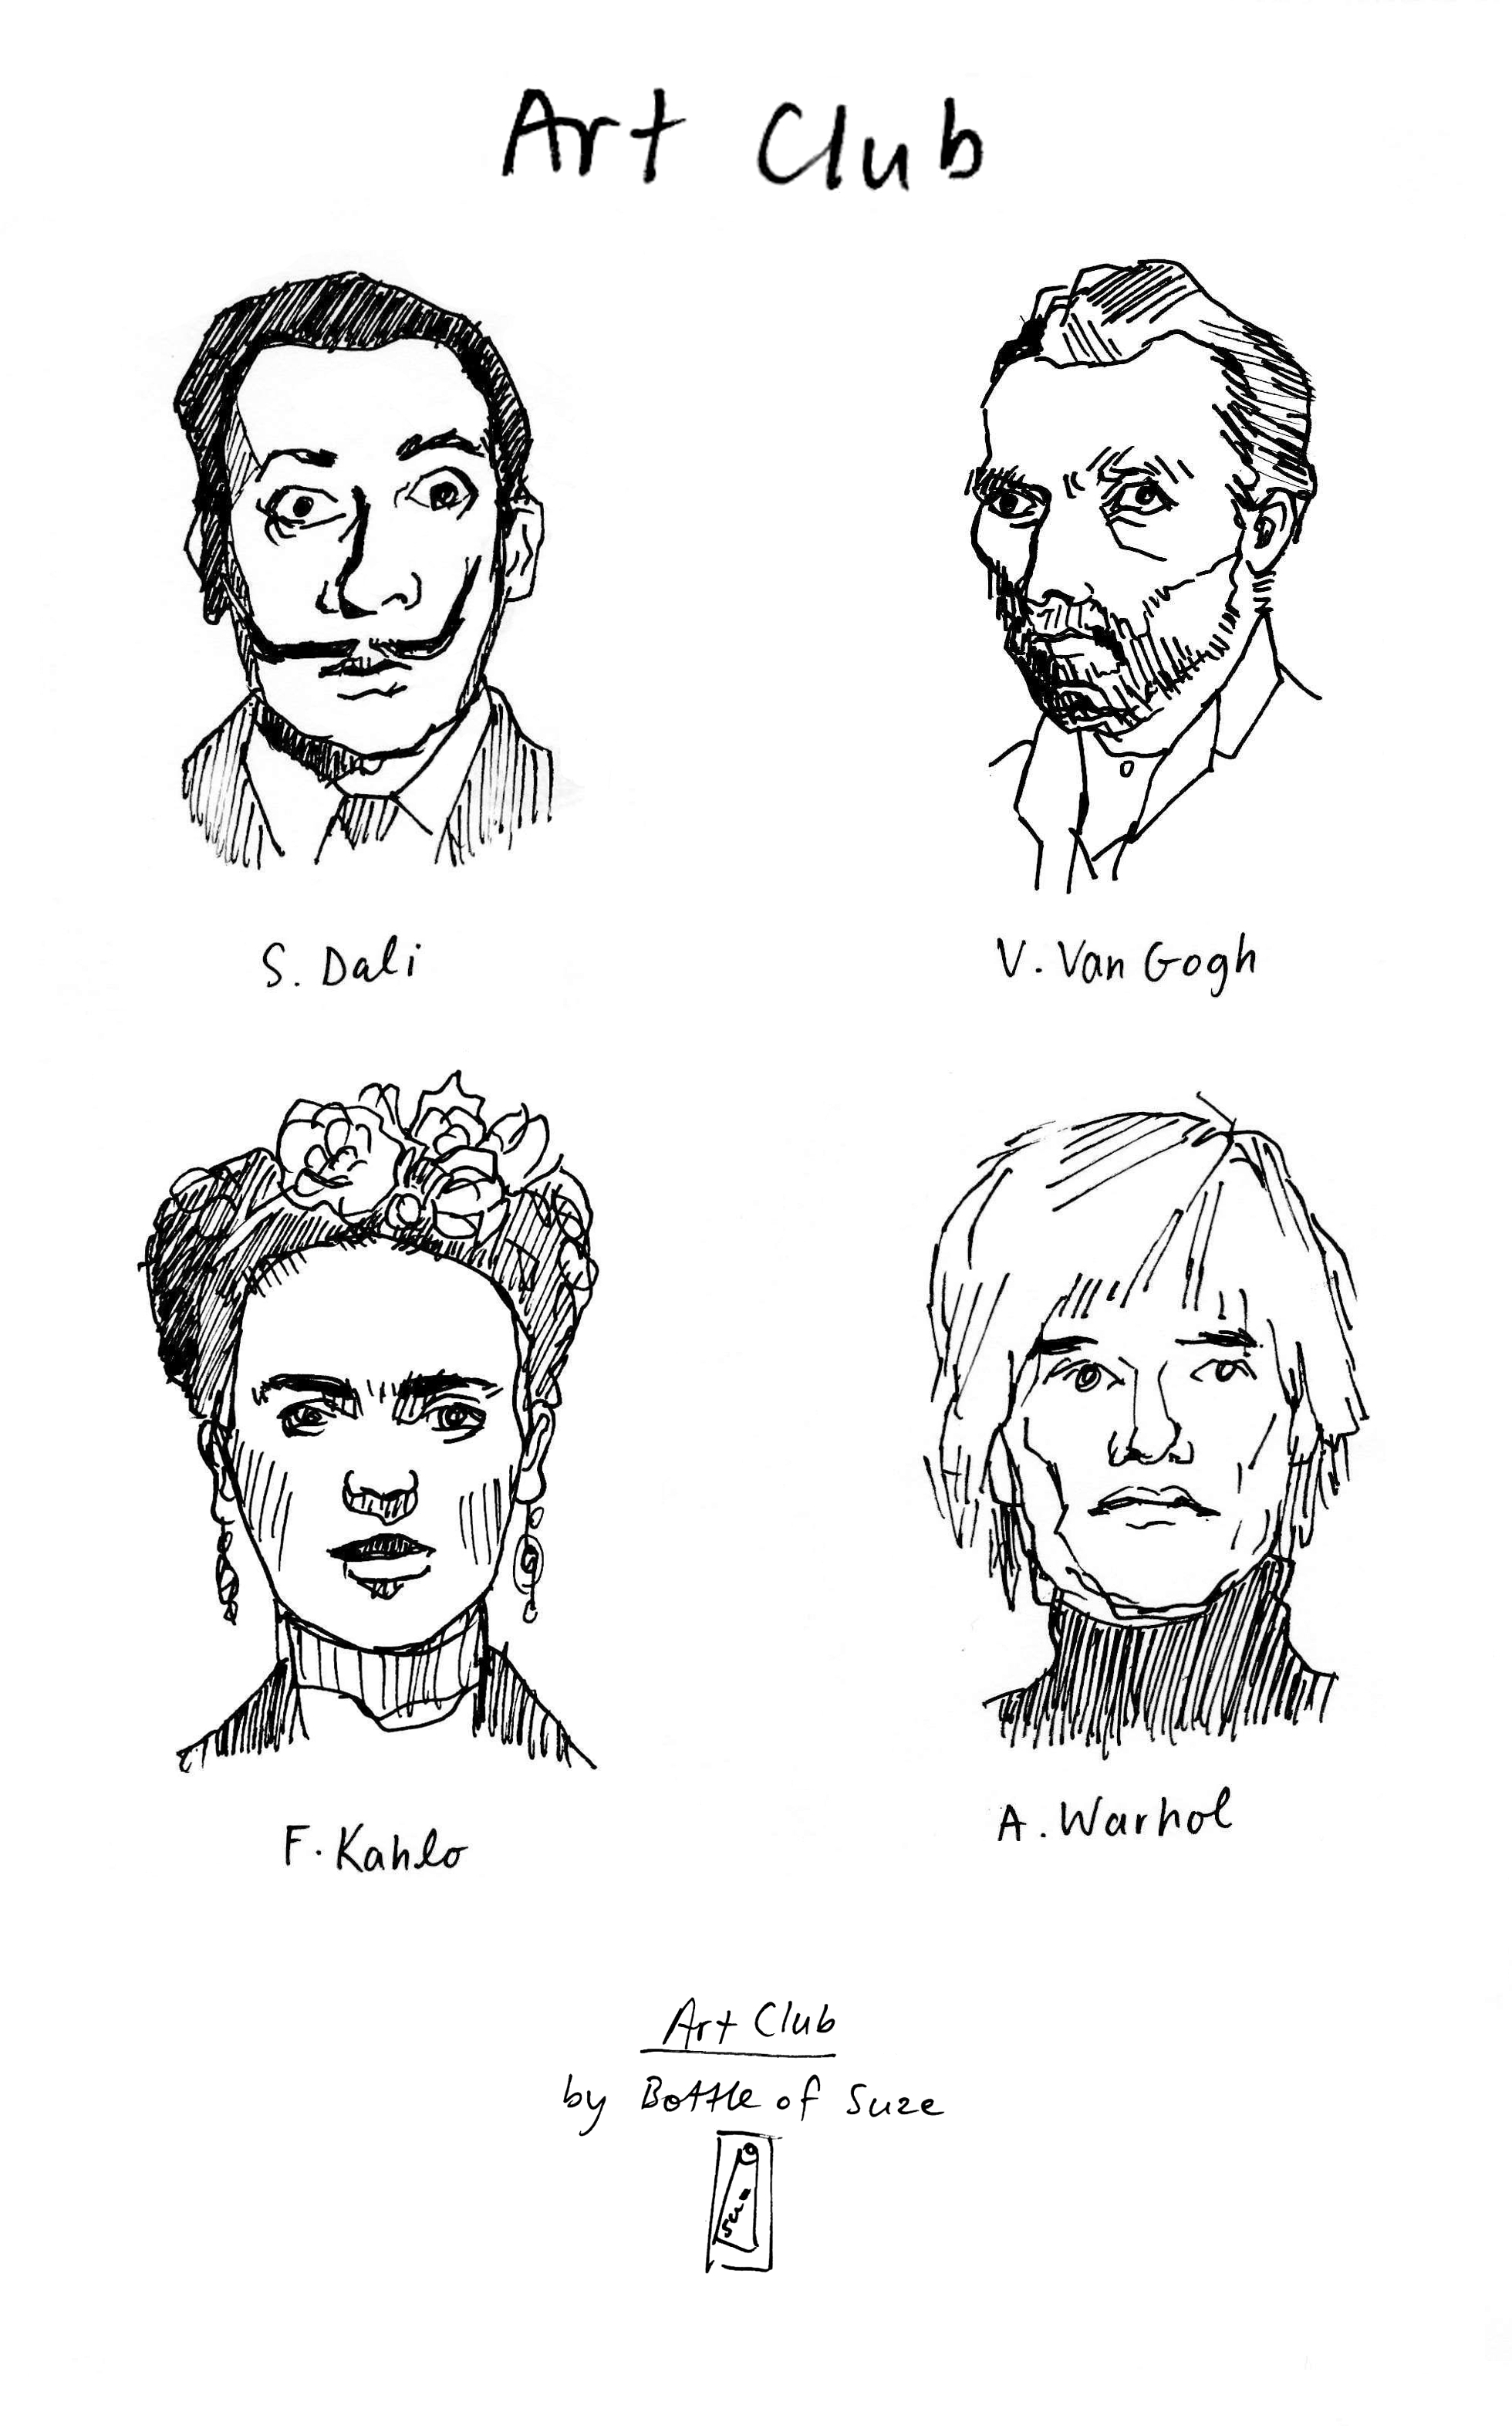 Art Club
S. Dali
V. Van Gogh
F. Kahlo
A. Warhol
Art Club
by Bottle of Suze